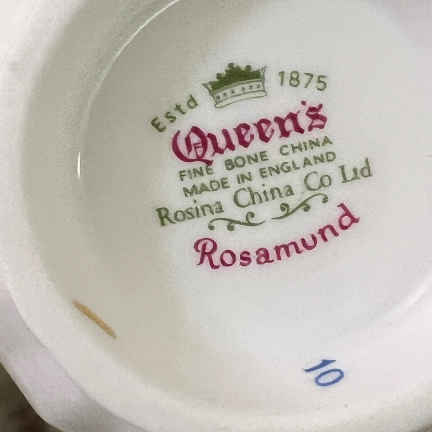 Estd 1875
Queen's
FINE BONE CHINA
MADE IN ENGLAND
Rosina China Co Ltd
Rosamund
10